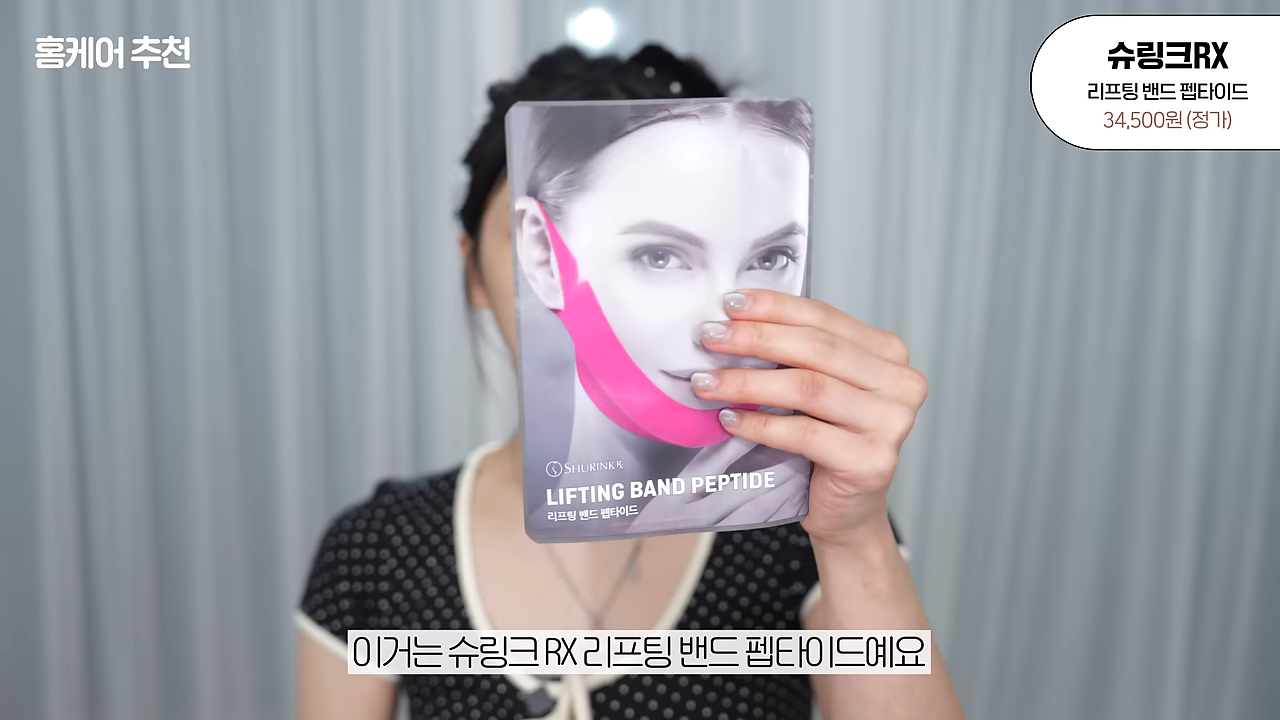 홈케어 추천
슈링크RX
리프팅 밴드 펩타이드
34,500원 (정가)
SHURINK RX
LIFTING BAND PEPTIDE
리프팅 밴드 펩타이드
이거는 슈링크 RX 리프팅 밴드 펩타이드예요